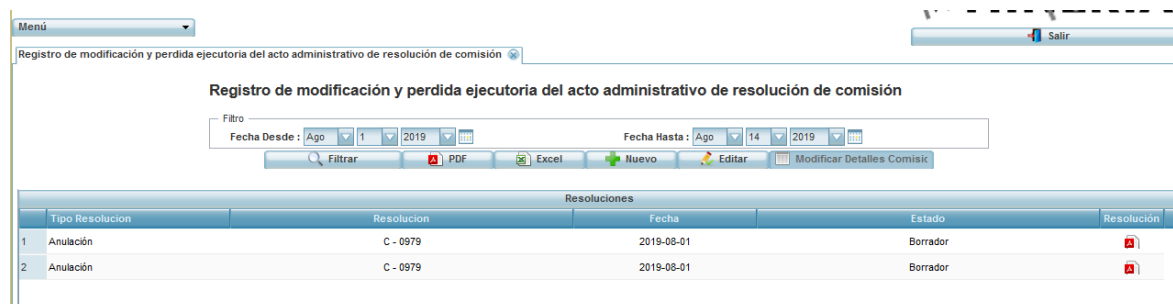 Menú
Salir
Registro de modificación y perdida ejecutoria del acto administrativo de resolución de comisión
Registro de modificación y perdida ejecutoria del acto administrativo de resolución de comisión
Filtro
Fecha Desde : Ago 1 2019 Fecha Hasta : Ago 14 2019
Filtrar PDF Excel Nuevo Editar Modificar Detalles Comisic
Resoluciones
Tipo Resolucion Resolucion Fecha Estado Resolución
1 Anulación C - 0979 2019-08-01 Borrador
2 Anulación C - 0979 2019-08-01 Borrador